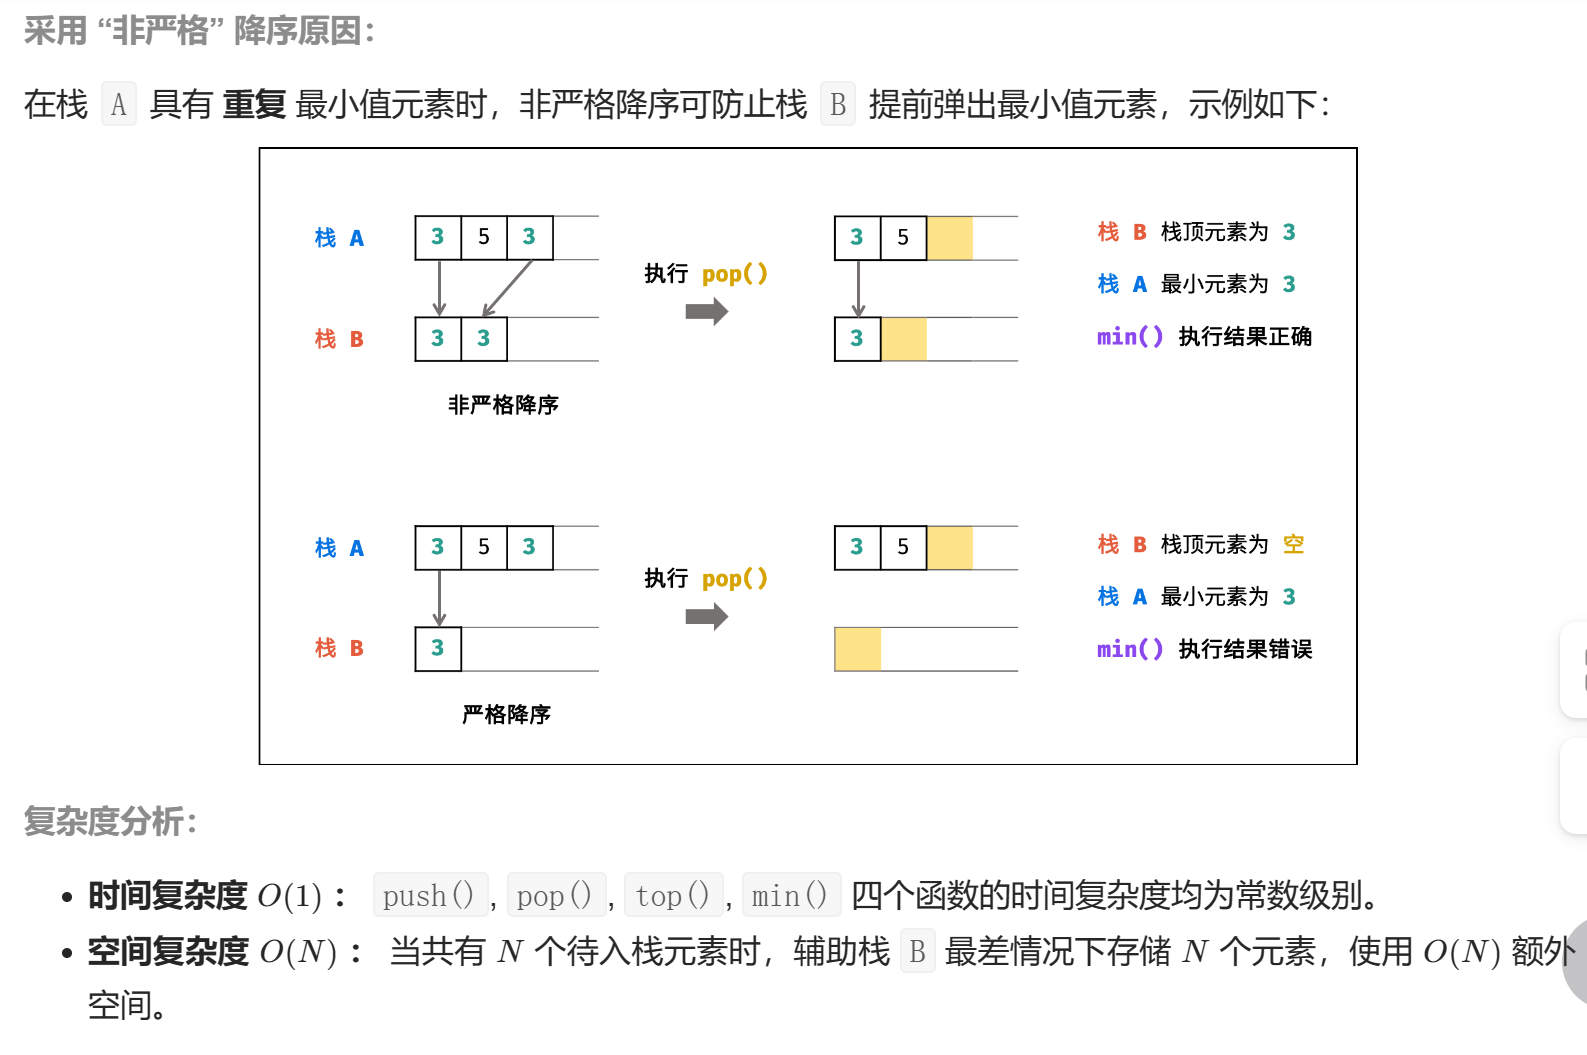 采用 “非严格” 降序原因：
在栈 A 具有 重复 最小值元素时，非严格降序可防止栈 B 提前弹出最小值元素，示例如下：
栈 A 3 5 3
执行 pop()
3 5
栈 B 栈顶元素为 3
栈 A 最小元素为 3
栈 B 3 3
3
min() 执行结果正确
非严格降序
栈 A 3 5 3
执行 pop()
3 5
栈 B 栈顶元素为 空
栈 A 最小元素为 3
栈 B 3
min() 执行结果错误
严格降序
复杂度分析：
• 时间复杂度 O(1) ： push() , pop() , top() , min() 四个函数的时间复杂度均为常数级别。
• 空间复杂度 O(N) ： 当共有 N 个待入栈元素时，辅助栈 B 最差情况下存储 N 个元素，使用 O(N) 额外
空间。